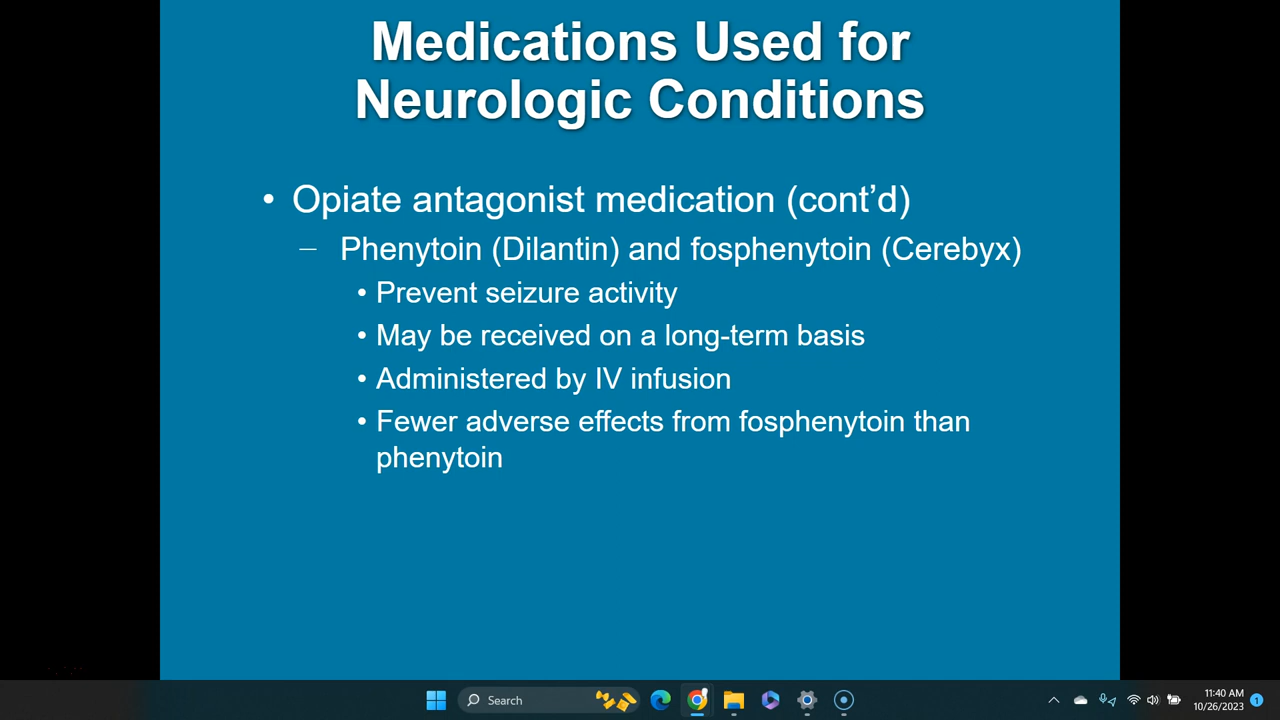 Medications Used for
Neurologic Conditions
• Opiate antagonist medication (cont’d)
– Phenytoin (Dilantin) and fosphenytoin (Cerebyx)
• Prevent seizure activity
• May be received on a long-term basis
• Administered by IV infusion
• Fewer adverse effects from fosphenytoin than
phenytoin
Search
11:40 AM
10/26/2023
1